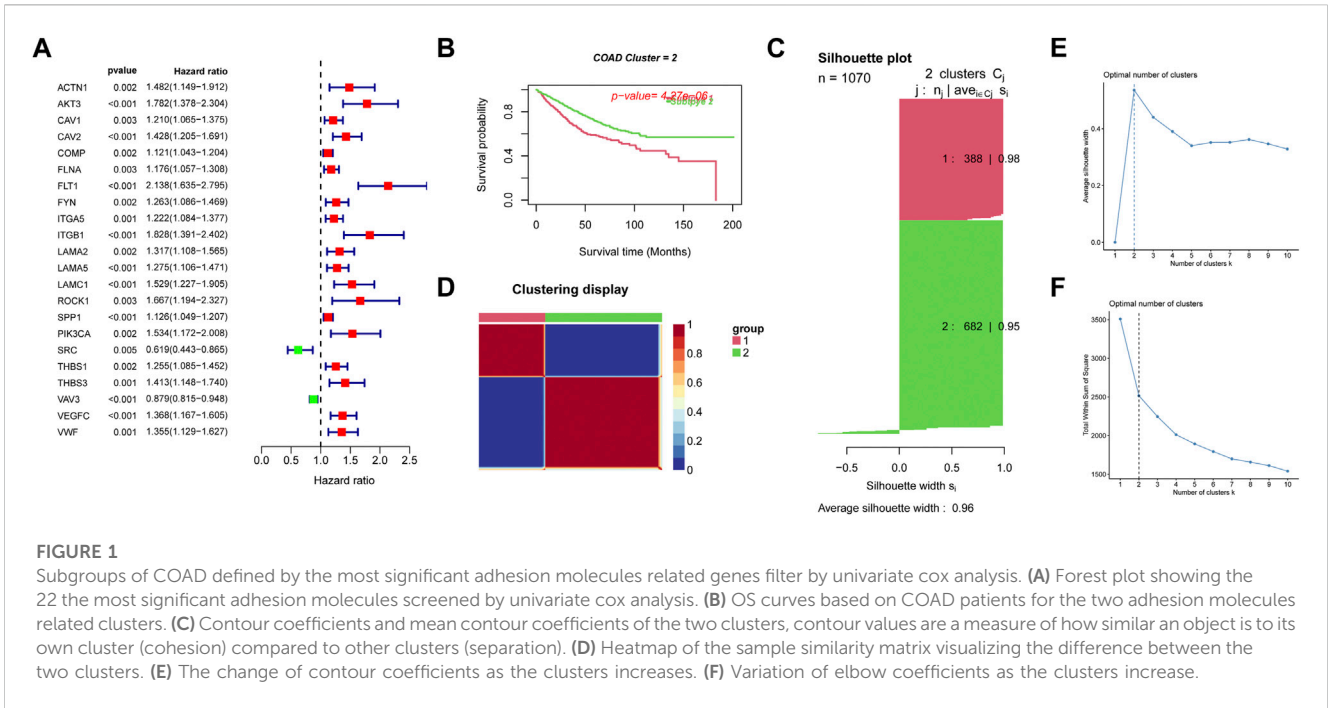 A
pvalue Hazard ratio
ACTN1 0.002 1.482(1.149−1.912)
AKT3 <0.001 1.782(1.378−2.304)
CAV1 0.003 1.210(1.065−1.375)
CAV2 <0.001 1.428(1.205−1.691)
COMP 0.002 1.121(1.043−1.204)
FLNA 0.003 1.176(1.057−1.308)
FLT1 <0.001 2.138(1.635−2.795)
FYN 0.002 1.263(1.086−1.469)
ITGA5 0.001 1.222(1.084−1.377)
ITGB1 <0.001 1.828(1.391−2.402)
LAMA2 0.002 1.317(1.108−1.565)
LAMA5 <0.001 1.275(1.106−1.471)
LAMC1 <0.001 1.529(1.227−1.905)
ROCK1 0.003 1.667(1.194−2.327)
SPP1 <0.001 1.126(1.049−1.207)
PIK3CA 0.002 1.534(1.172−2.008)
SRC 0.005 0.619(0.443−0.865)
THBS1 0.002 1.255(1.085−1.452)
THBS3 0.001 1.413(1.148−1.740)
VAV3 <0.001 0.879(0.815−0.948)
VEGFC <0.001 1.368(1.167−1.605)
VWF 0.001 1.355(1.129−1.627)
0.0 0.5 1.0 1.5 2.0 2.5
Hazard ratio
B
COAD Cluster = 2
p−value= 4.27e−06
Survival probability
0.0 0.4 0.8
0 50 100 150 200
Survival time (Months)
C
Silhouette plot
n = 1070
2 clusters Cj
j : nj | avei∈Cj si
1 : 388 | 0.98
2 : 682 | 0.95
−0.5 0.0 0.5 1.0
Silhouette width si
Average silhouette width : 0.96
D
Clustering display
1
0.8
0.6
0.4
0.2
0
group
1
2
E
Optimal number of clusters
Average silhouette width
0.4
0.2
0.0
1 2 3 4 5 6 7 8 9 10
Number of clusters k
F
Optimal number of clusters
Total Within Sum of Square
3500
3000
2500
2000
1500
1 2 3 4 5 6 7 8 9 10
Number of clusters k
FIGURE 1
Subgroups of COAD defined by the most significant adhesion molecules related genes filter by univariate cox analysis. (A) Forest plot showing the
22 the most significant adhesion molecules screened by univariate cox analysis. (B) OS curves based on COAD patients for the two adhesion molecules
related clusters. (C) Contour coefficients and mean contour coefficients of the two clusters, contour values are a measure of how similar an object is to its
own cluster (cohesion) compared to other clusters (separation). (D) Heatmap of the sample similarity matrix visualizing the difference between the
two clusters. (E) The change of contour coefficients as the clusters increases. (F) Variation of elbow coefficients as the clusters increase.